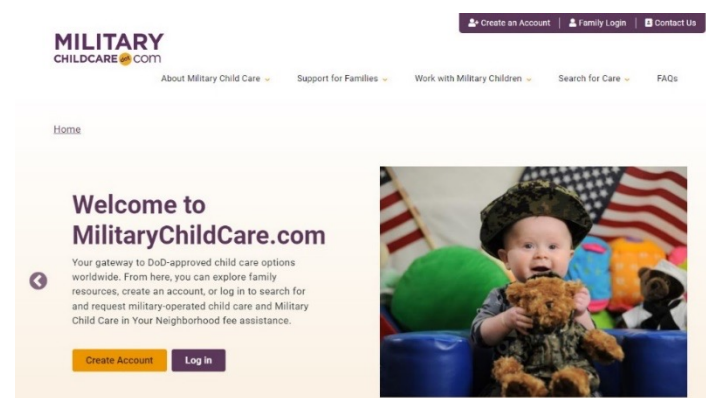 Create an Account | Family Login | Contact Us
MILITARY
CHILDCARE com
About Military Child Care Support for Families Work with Military Children Search for Care FAQs
Home
Welcome to
MilitaryChildCare.com
Your gateway to DoD-approved child care options
worldwide. From here, you can explore family
resources, create an account, or log in to search for
and request military-operated child care and Military
Child Care in Your Neighborhood fee assistance.
Create Account Log in